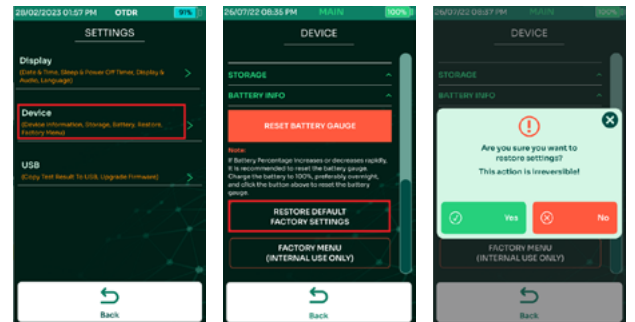 28/02/2023 01:57 PM OTDR 91%
SETTINGS
Display
(Date & Time, Sleep & Power Off Timer, Display &
Audio, Language)
Device
(Device Information, Storage, Battery, Restore,
Factory Menu)
USB
(Copy Test Result To USB, Upgrade Firmware)
Back
26/07/22 08:35 PM MAIN 100%
DEVICE
STORAGE
BATTERY INFO
RESET BATTERY GAUGE
Note:
If Battery Percentage increases or decreases rapidly,
it is recommended to reset the battery gauge.
Charge the battery to 100%, preferably overnight,
and click the button above to reset the battery
gauge.
RESTORE DEFAULT
FACTORY SETTINGS
FACTORY MENU
(INTERNAL USE ONLY)
Back
26/07/22 08:37 PM MAIN 100%
DEVICE
STORAGE
BATTERY INFO
Are you sure you want to
restore settings?
This action is irreversible!
Yes
No
FACTORY MENU
(INTERNAL USE ONLY)
Back